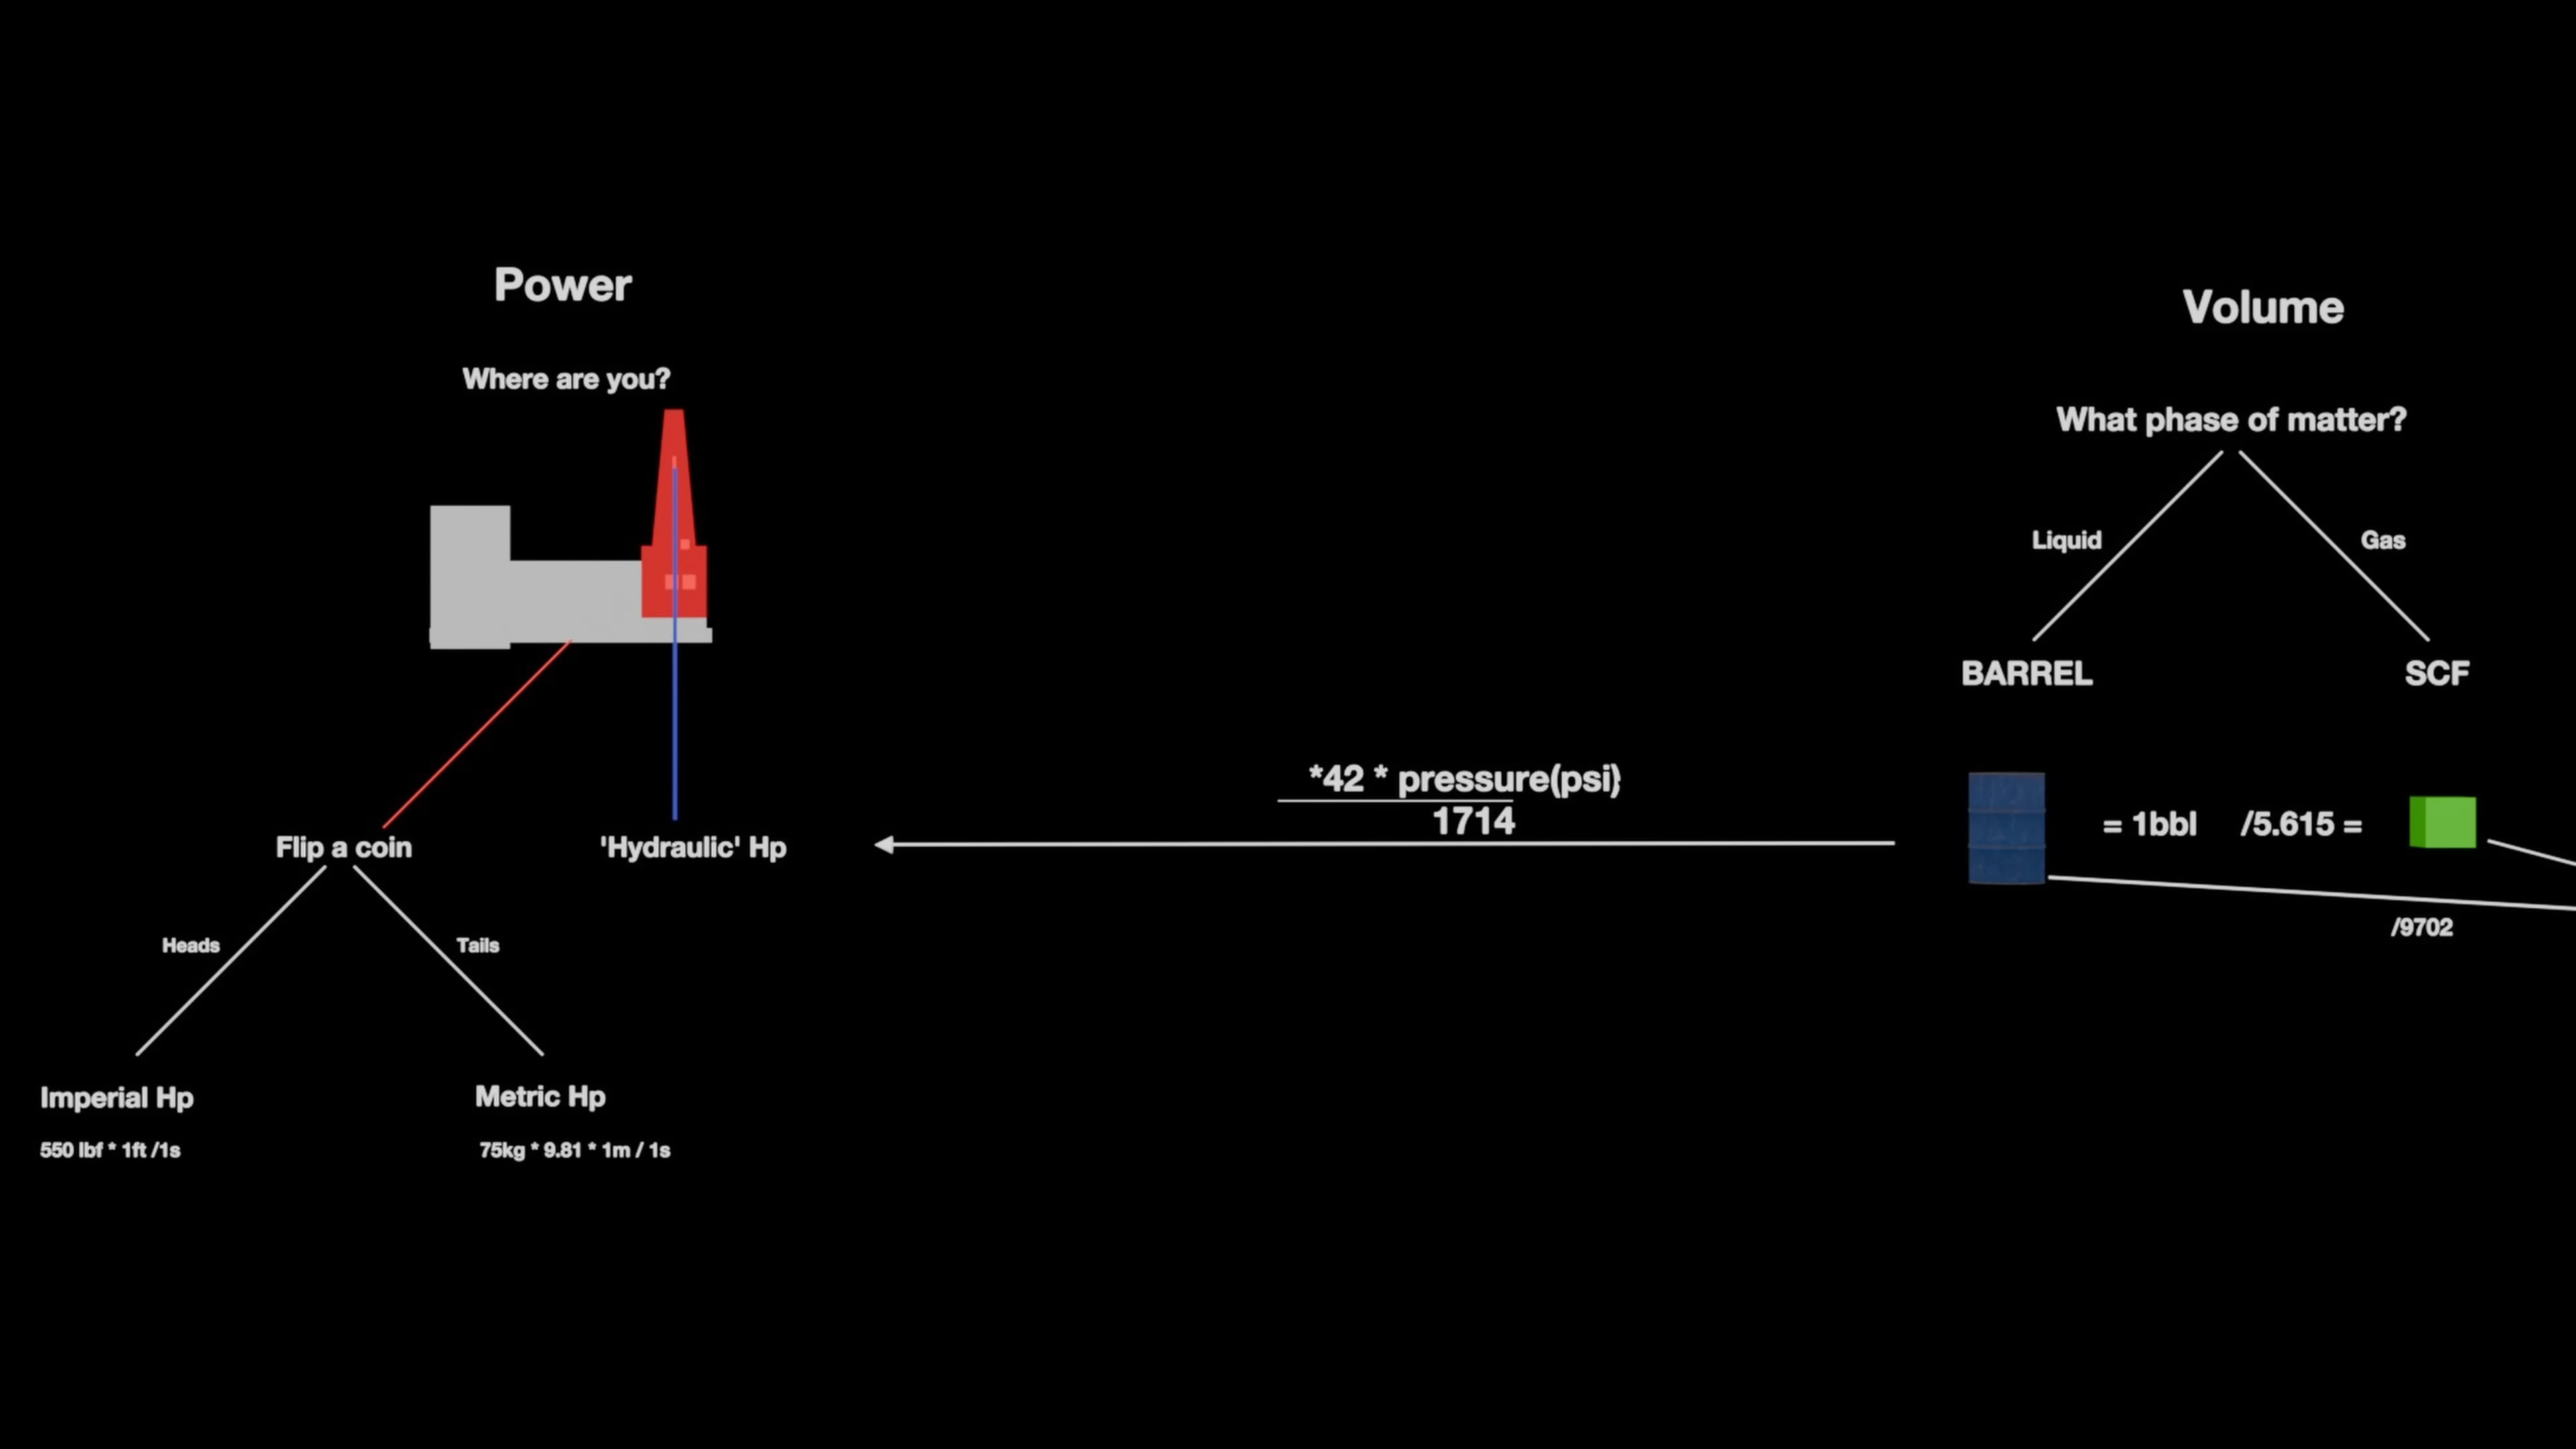 Power
Where are you?
Flip a coin
'Hydraulic' Hp
Heads
Tails
Imperial Hp
Metric Hp
550 lbf * 1ft /1s
75kg * 9.81 * 1m / 1s
*42 * pressure(psi)
1714
Volume
What phase of matter?
Liquid
Gas
BARREL
SCF
= 1bbl /5.615 =
/9702